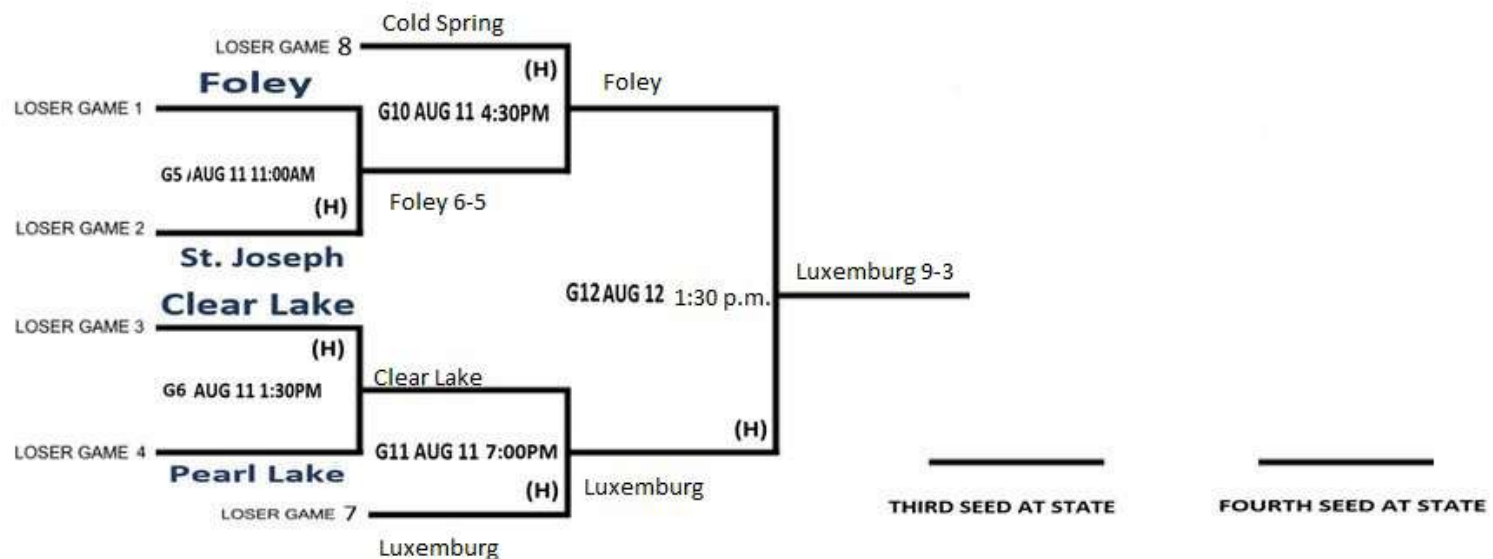 Cold Spring
LOSER GAME 8
(H)
Foley
Foley
LOSER GAME 1
G10 AUG 11 4:30PM
G5 /AUG 11 11:00AM
(H)
Foley 6-5
LOSER GAME 2
St. Joseph
Luxemburg 9-3
G12 AUG 12 1:30 p.m.
Clear Lake
LOSER GAME 3
(H)
Clear Lake
G6 AUG 11 1:30PM
(H)
LOSER GAME 4
G11 AUG 11 7:00PM
Pearl Lake
(H)
Luxemburg
LOSER GAME 7
Luxemburg
THIRD SEED AT STATE
FOURTH SEED AT STATE